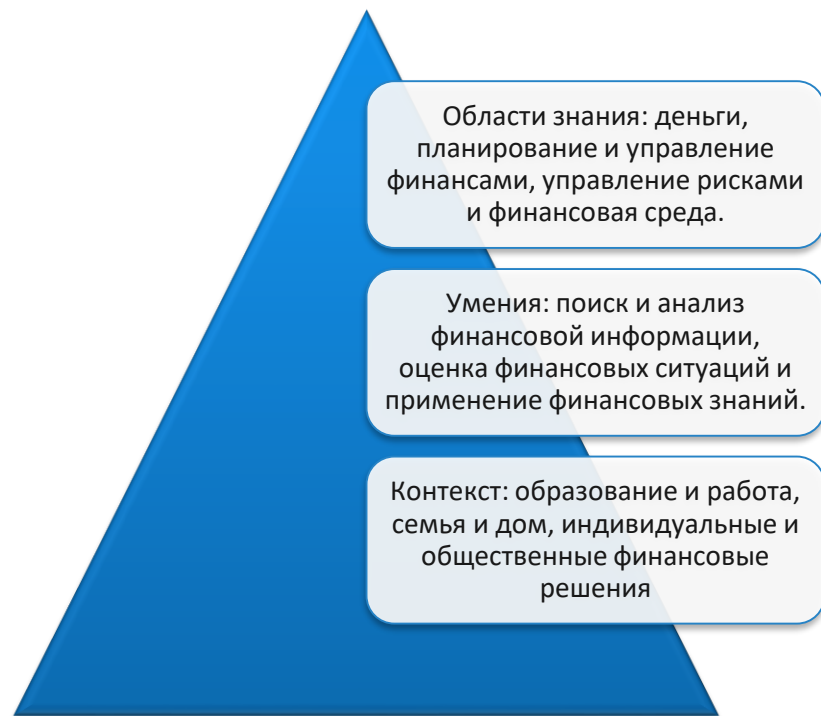 Области знания: деньги,
планирование и управление
финансами, управление рисками
и финансовая среда.
Умения: поиск и анализ
финансовой информации,
оценка финансовых ситуаций и
применение финансовых знаний.
Контекст: образование и работа,
семья и дом, индивидуальные и
общественные финансовые
решения